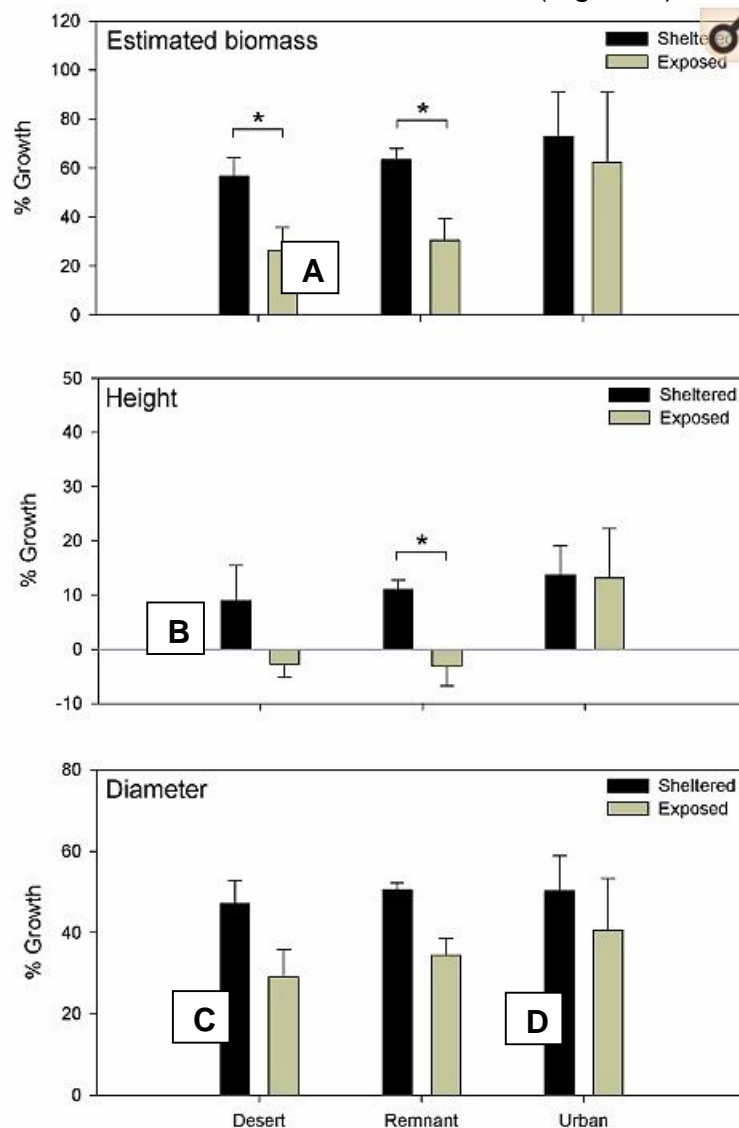 Estimated biomass
Sheltered
Exposed
120
100
80
60
40
20
0
% Growth
*
*
A
Height
Sheltered
Exposed
50
40
30
20
10
0
-10
% Growth
*
B
Diameter
Sheltered
Exposed
80
60
40
20
0
% Growth
C
D
Desert Remnant Urban